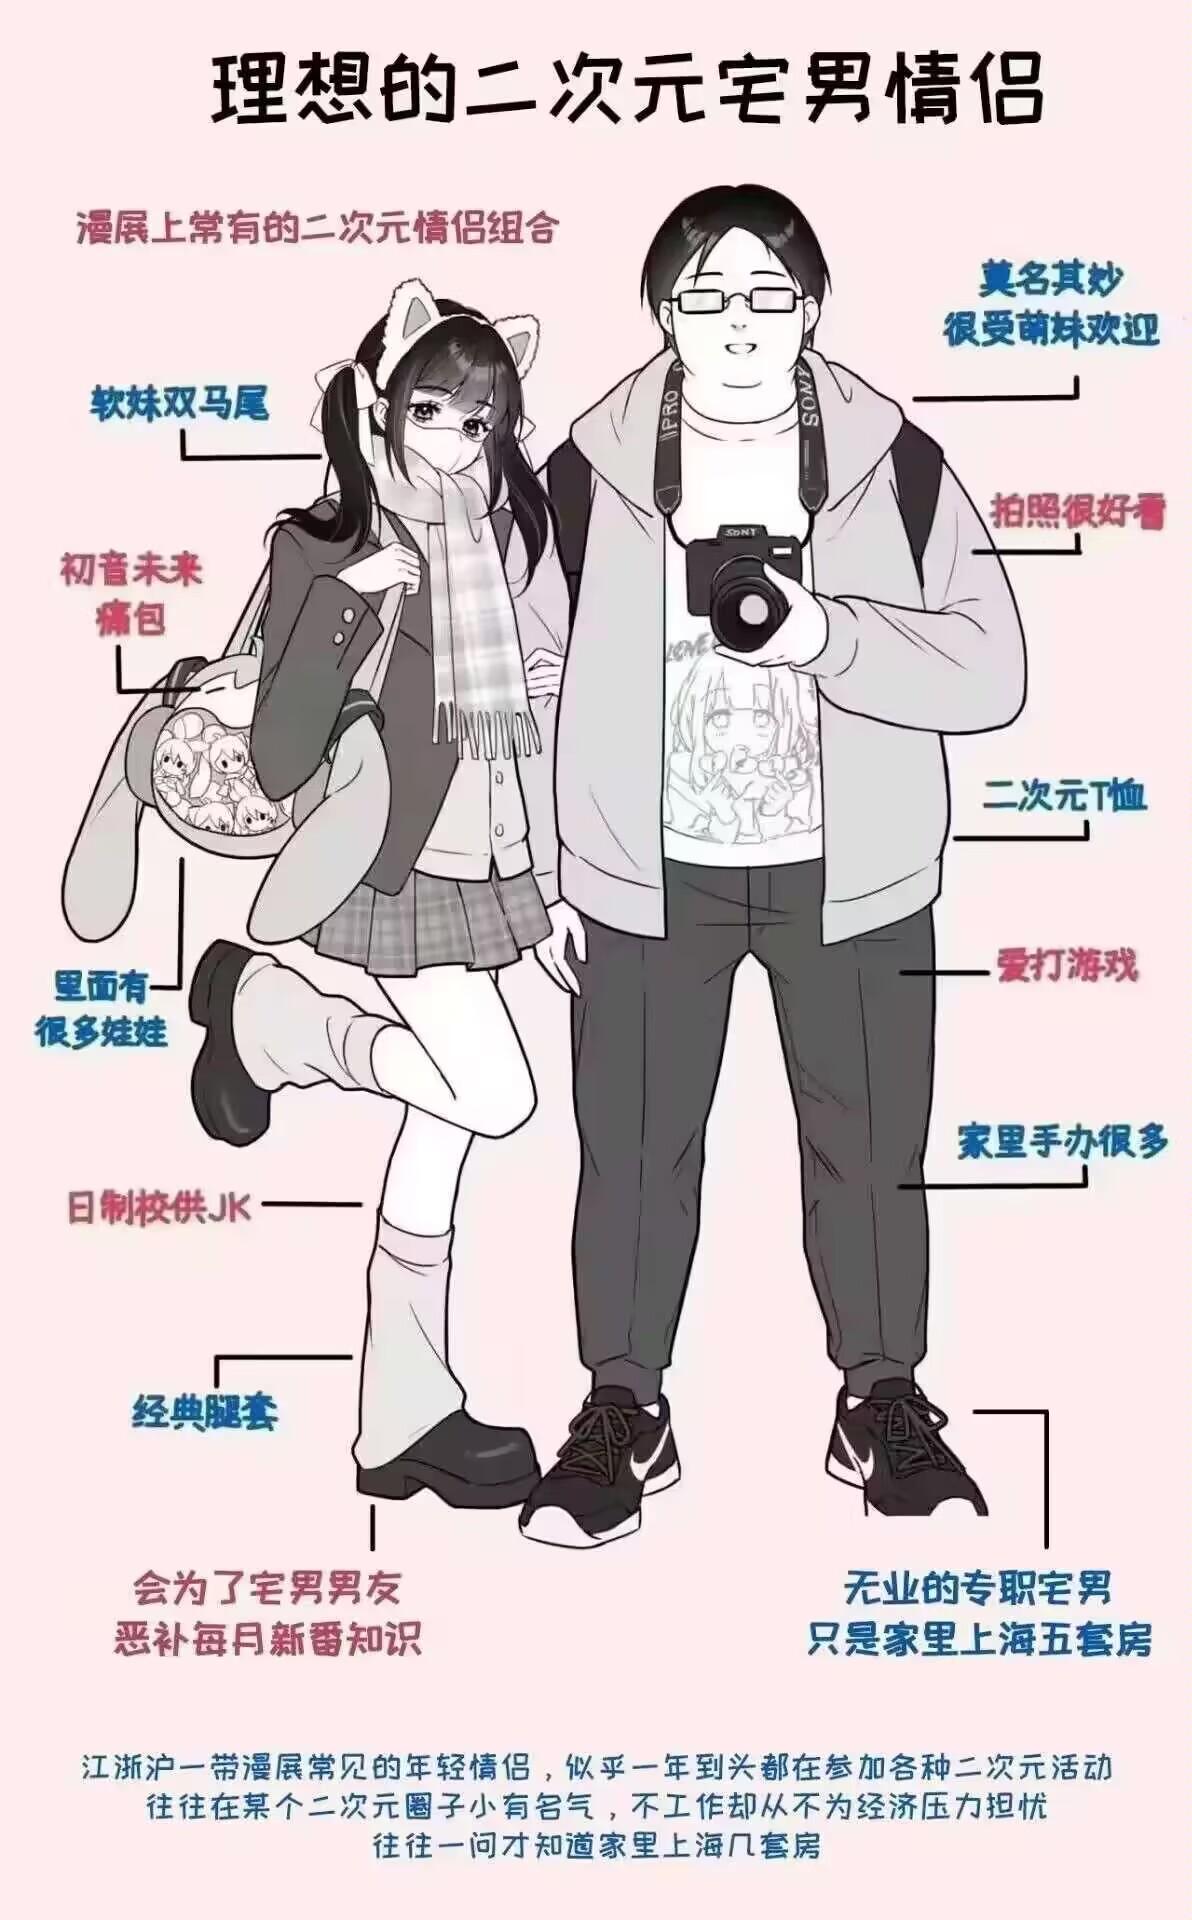 理想的二次元宅男情侣
漫展上常有的二次元情侣组合
莫名其妙
很受萌妹欢迎
软妹双马尾
PRO
SONY
拍照很好看
SONY
初音未来
痛包
LOVE
二次元T恤
爱打游戏
里面有
很多娃娃
家里手办很多
日制校供JK
经典腿套
会为了宅男男友
恶补每月新番知识
无业的专职宅男
只是家里上海五套房
江浙沪一带漫展常见的年轻情侣，似乎一年到头都在参加各种二次元活动
往往在某个二次元圈子小有名气，不工作却从不为经济压力担忧
往往一问才知道家里上海几套房